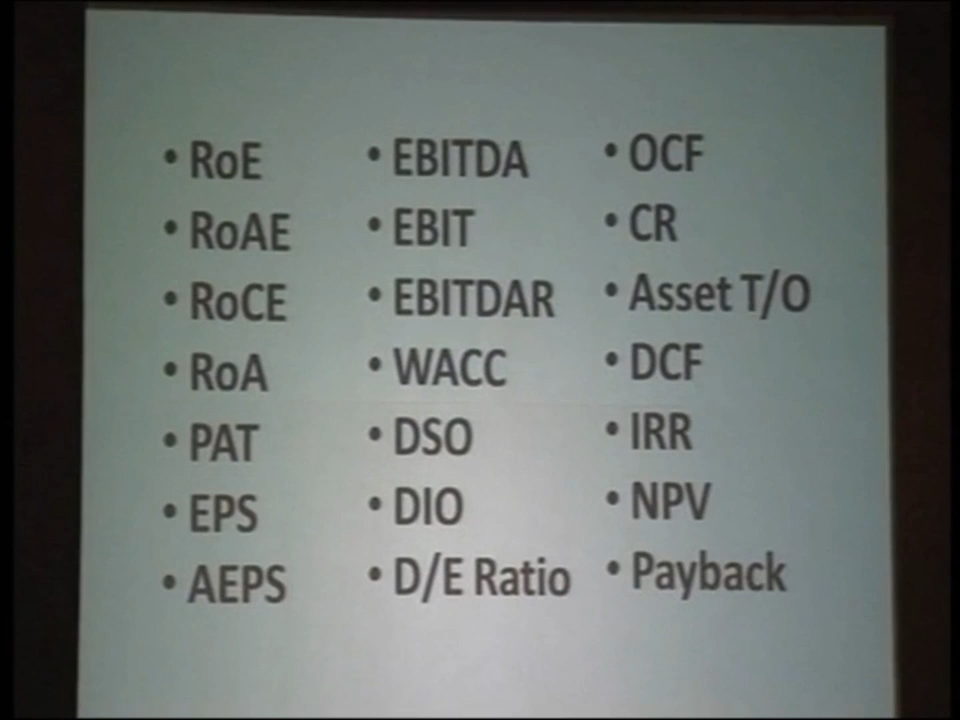 • RoE
• RoAE
• RoCE
• RoA
• PAT
• EPS
• AEPS
• EBITDA
• EBIT
• EBITDAR
• WACC
• DSO
• DIO
• D/E Ratio
• OCF
• CR
• Asset T/O
• DCF
• IRR
• NPV
• Payback